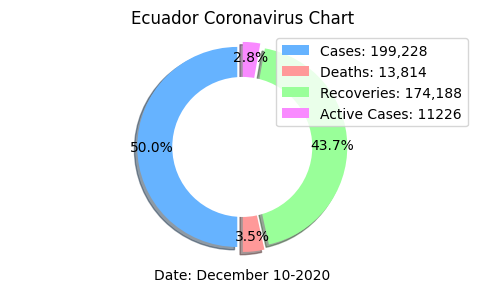 Ecuador Coronavirus Chart
2.8%
Cases: 199,228
Deaths: 13,814
Recoveries: 174,188
Active Cases: 11226
50.0%
43.7%
3.5%
Date: December 10-2020